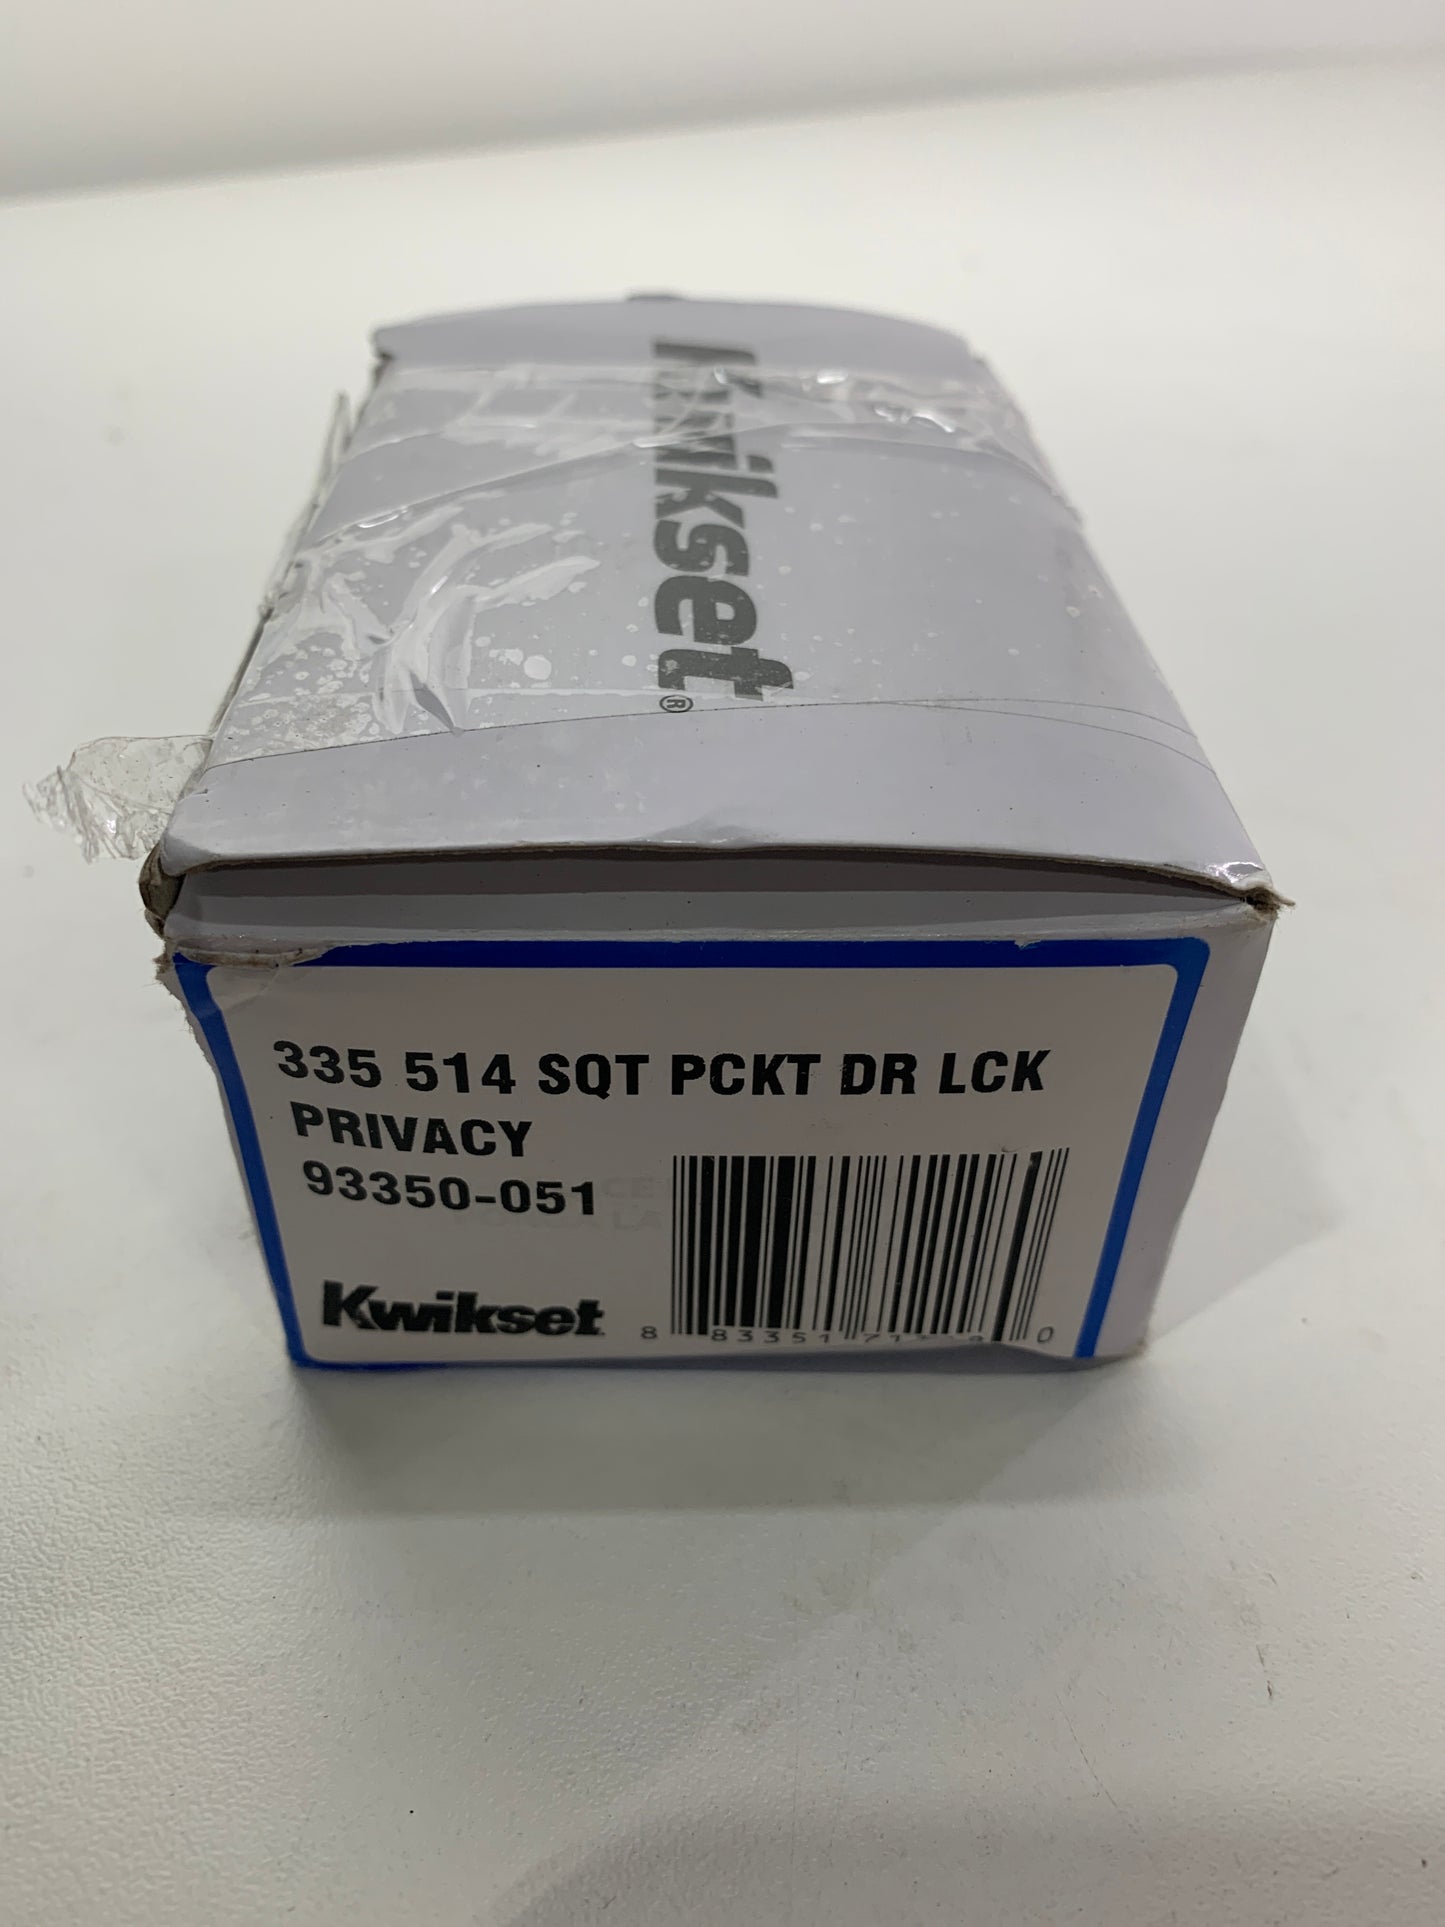 Kwikset®
335 514 SQT PCKT DR LCK
PRIVACY
93350-051
Kwikset